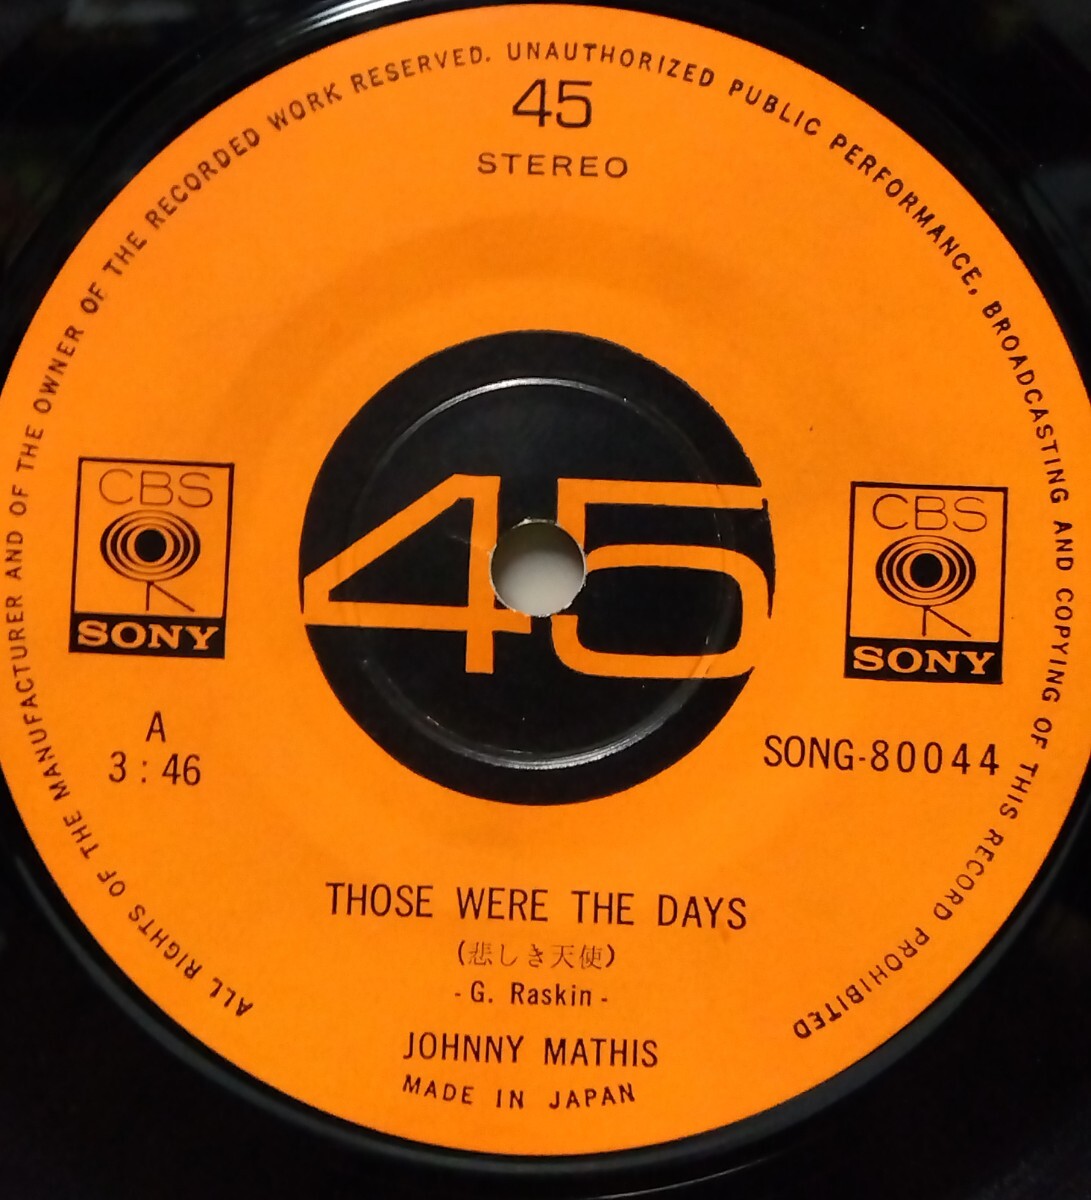 ALL RIGHTS OF THE MANUFACTURER AND OF THE OWNER OF THE RECORDED WORK RESERVED. UNAUTHORIZED PUBLIC PERFORMANCE, BROADCASTING AND COPYING OF THIS RECORD PROHIBITED
45
STEREO
45
CBS
SONY
CBS
SONY
A
3:46
SONG-80044
THOSE WERE THE DAYS
(悲しき天使)
- G. Raskin -
JOHNNY MATHIS
MADE IN JAPAN